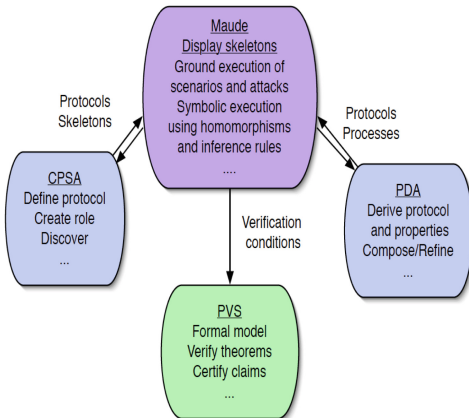 Maude
Display skeletons
Ground execution of
scenarios and attacks
Symbolic execution
using homomorphisms
and inference rules
....
Protocols
Skeletons
Protocols
Processes
CPSA
Define protocol
Create role
Discover
...
PDA
Derive protocol
and properties
Compose/Refine
...
Verification
conditions
PVS
Formal model
Verify theorems
Certify claims
...